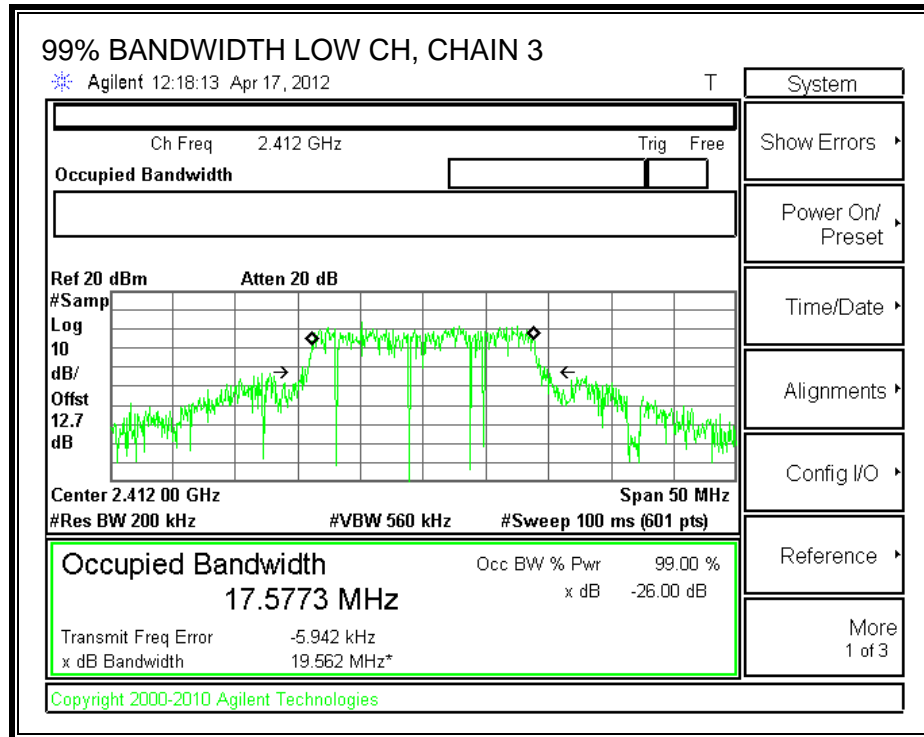 99% BANDWIDTH LOW CH, CHAIN 3
Agilent 12:18:13 Apr 17, 2012 T
System
Ch Freq 2.412 GHz Trig Free
Show Errors
Occupied Bandwidth
Power On/
Preset
Ref 20 dBm Atten 20 dB
#Samp
Log
10
dB/
Offst
12.7
dB
Time/Date
Alignments
Config I/O
Center 2.412 00 GHz Span 50 MHz
#Res BW 200 kHz #VBW 560 kHz #Sweep 100 ms (601 pts)
Occupied Bandwidth Occ BW % Pwr 99.00 %
17.5773 MHz x dB -26.00 dB
Reference
Transmit Freq Error -5.942 kHz
x dB Bandwidth 19.562 MHz*
More
1 of 3
Copyright 2000-2010 Agilent Technologies